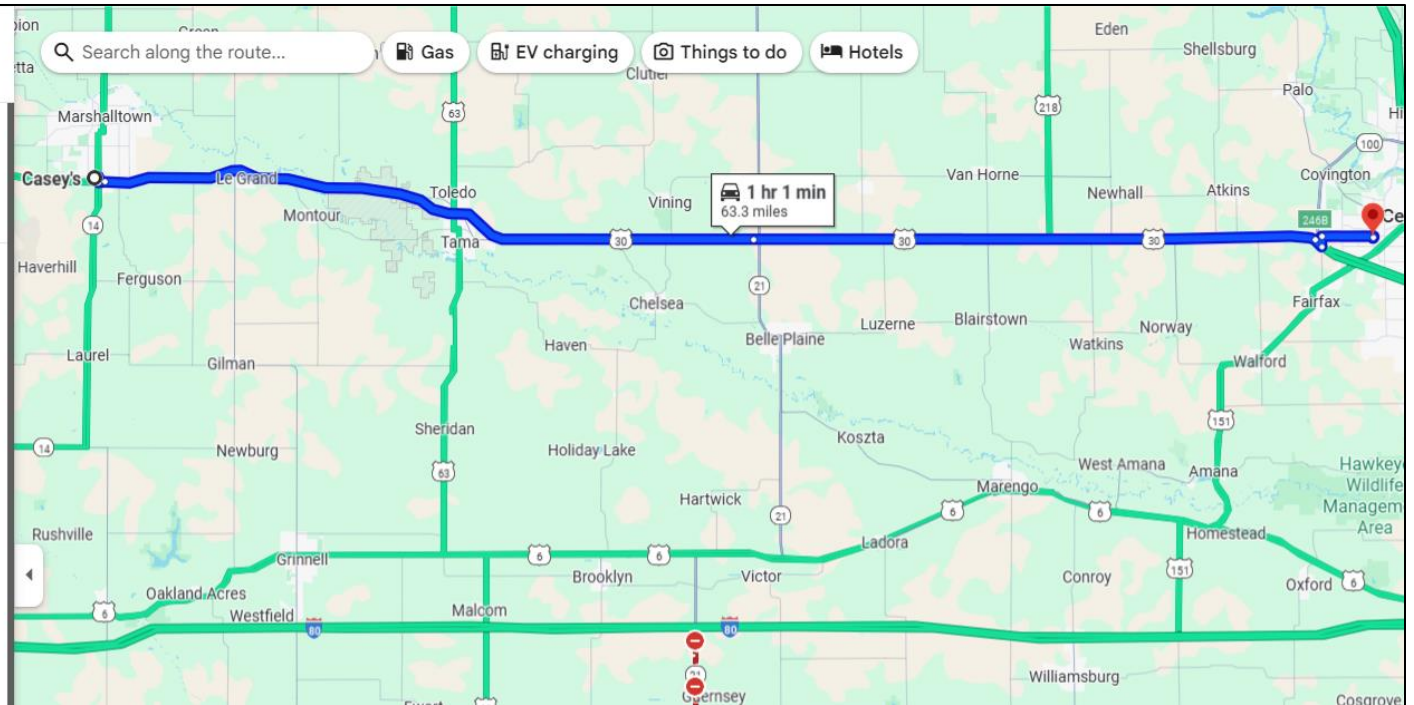 Search along the route...
Gas
EV charging
Things to do
Hotels
Eden
Shellsburg
Clutier
Palo
63
218
Marshalltown
100
Casey's
Le Grand
Toledo
Van Horne
Covington
Newhall
Atkins
Montour
Vining
1 hr 1 min
63.3 miles
246B
14
Tama
30
30
30
Haverhill
Ferguson
21
Chelsea
Fairfax
Laurel
Gilman
Haven
Belle Plaine
Luzerne
Blairstown
Norway
Watkins
Walford
14
Newburg
Sheridan
63
Holiday Lake
Koszta
151
West Amana
Amana
Marengo
Hartwick
21
6
6
Hawkeye
Wildlife
Managem
Area
Rushville
Grinnell
6
6
Ladora
Homestead
Brooklyn
Victor
Conroy
151
Oxford
6
Oakland Acres
6
Westfield
Malcom
80
80
Williamsburg
Guernsey
Cosgrove